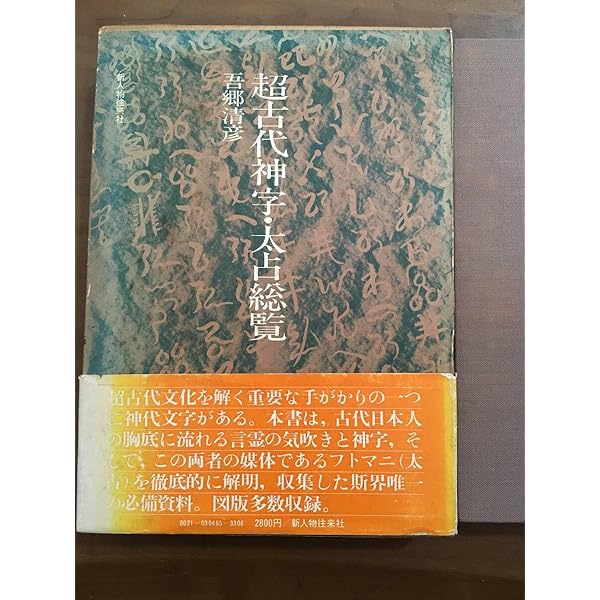 超古代神字・太占総覧
吾郷清彦
新人物往来社
超古代文化を解く重要な手がかりの一つ
に神代文字がある。本書は，古代日本人
の胸底に流れる言霊の気吹きと神字，そ
して，この両者の媒体であるフトマニ（太
占）を徹底的に解明，収集した斯界唯一
の必備資料。図版多数収録。
0021-030485-3306 2800円/新人物往来社